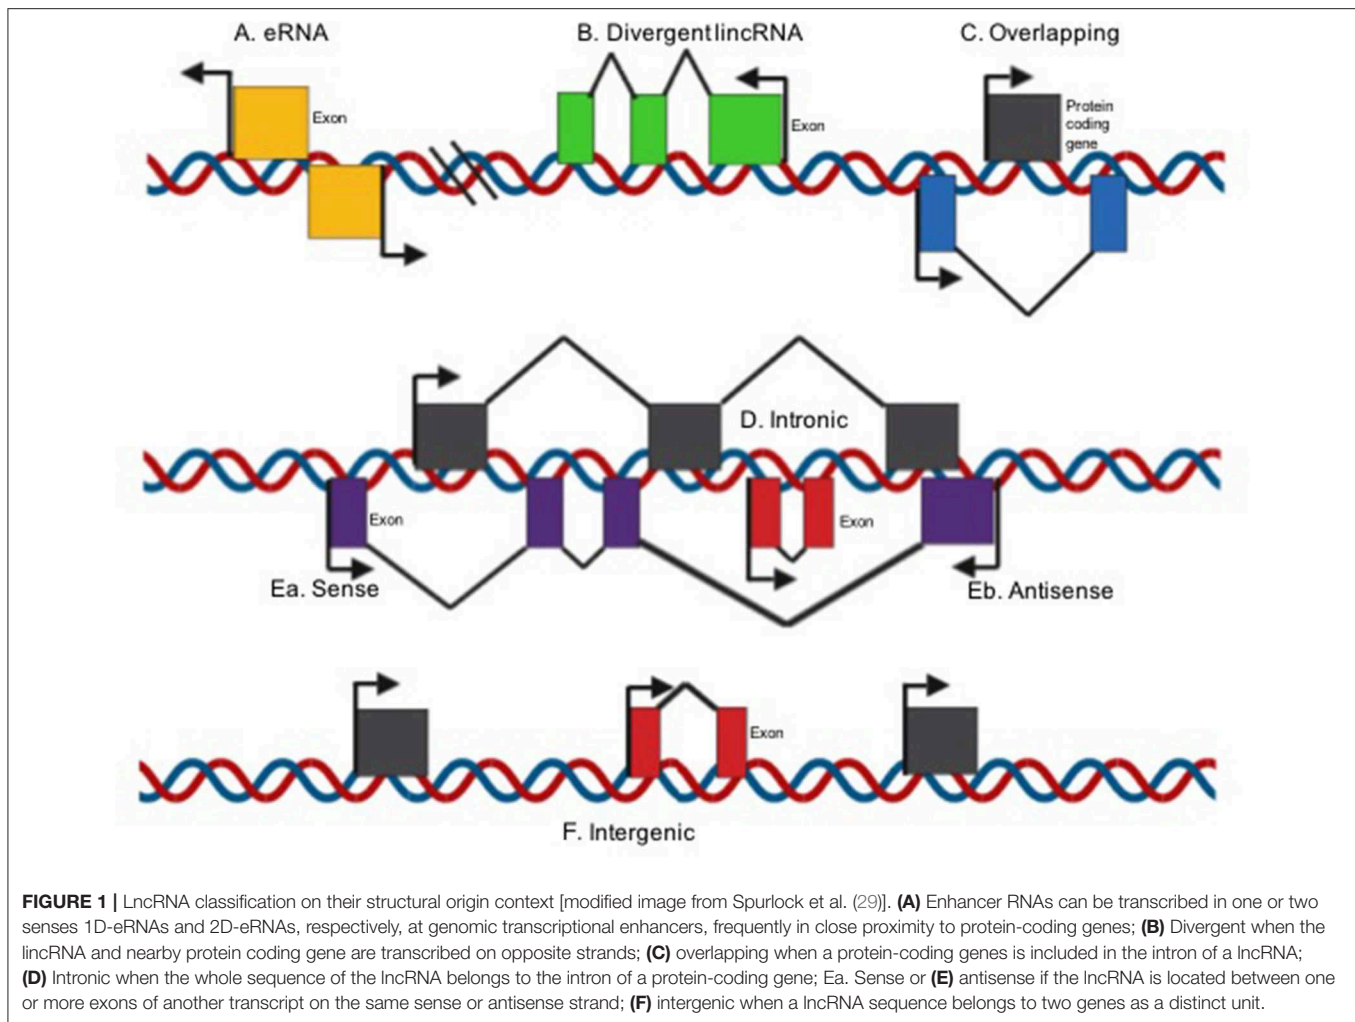 A. eRNA
B. DivergentlincRNA
C. Overlapping
Exon
Exon
Protein
coding
gene
D. Intronic
Exon
Exon
Ea. Sense
Eb. Antisense
Exon
F. Intergenic
FIGURE 1 | LncRNA classification on their structural origin context [modified image from Spurlock et al. (29)]. (A) Enhancer RNAs can be transcribed in one or two
senses 1D-eRNAs and 2D-eRNAs, respectively, at genomic transcriptional enhancers, frequently in close proximity to protein-coding genes; (B) Divergent when the
lincRNA and nearby protein coding gene are transcribed on opposite strands; (C) overlapping when a protein-coding genes is included in the intron of a lncRNA;
(D) Intronic when the whole sequence of the lncRNA belongs to the intron of a protein-coding gene; Ea. Sense or (E) antisense if the lncRNA is located between one
or more exons of another transcript on the same sense or antisense strand; (F) intergenic when a lncRNA sequence belongs to two genes as a distinct unit.